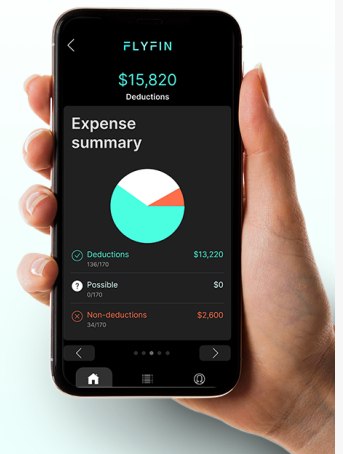 FLYFIN
$15,820
Deductions
Expense
summary
Deductions $13,220
136/170
? Possible $0
0/170
Non-deductions $2,600
34/170